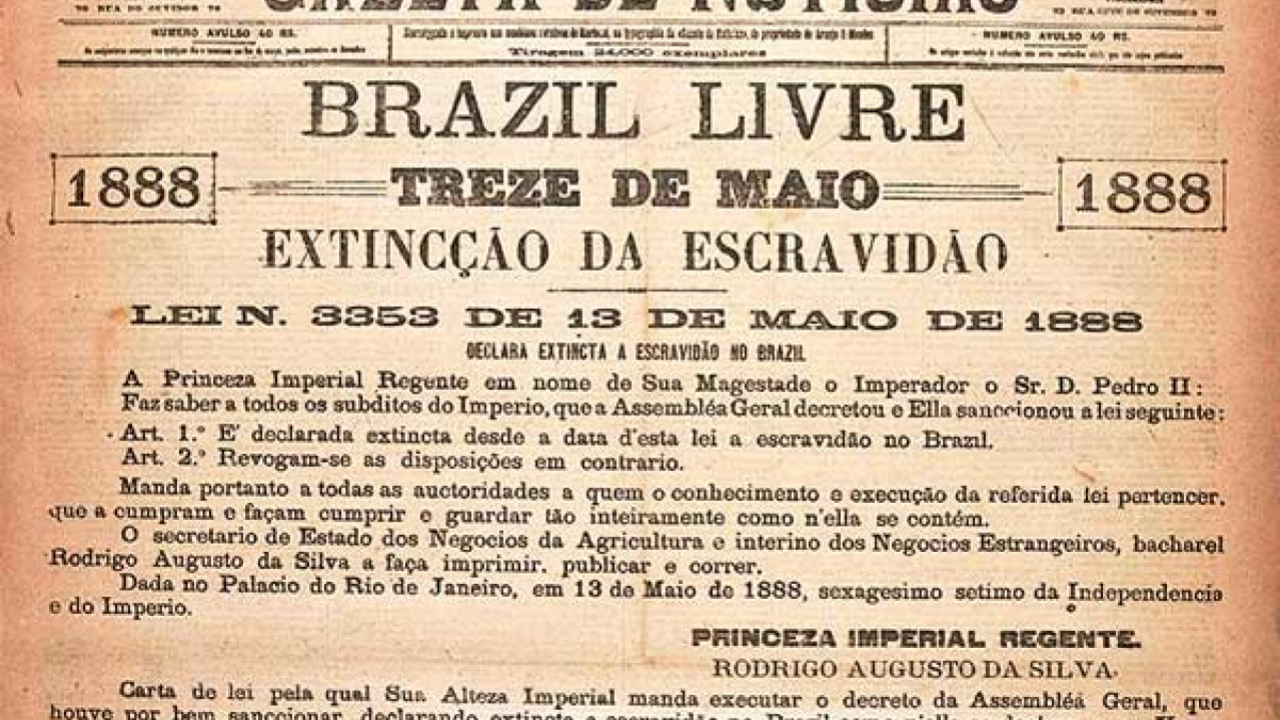 GAZETA DE NOTICIAS
NUMERO AVULSO 40 RS.
Tiragem 24,000 exemplares
NUMERO AVULSO 40 RS.
BRAZIL LIVRE
1888 TREZE DE MAIO 1888
EXTINCÇÃO DA ESCRAVIDÃO
LEI N. 3353 DE 13 DE MAIO DE 1888
DECLARA EXTINCTA A ESCRAVIDÃO NO BRAZIL
A Princeza Imperial Regente em nome de Sua Magestade o Imperador o Sr. D. Pedro II :
Faz saber a todos os subditos do Imperio, que a Assembléa Geral decretou e Ella sanccionou a lei seguinte :
Art. 1.º E' declarada extincta desde a data d'esta lei a escravidão no Brazil.
Art. 2.º Revogam-se as disposições em contrario.
Manda portanto a todas as auctoridades a quem o conhecimento e execução da referida lei pertencer.
que a cumpram e façam cumprir e guardar tão inteiramente como n'ella se contém.
O secretario de Estado dos Negocios da Agricultura e interino dos Negocios Estrangeiros, bacharel
Rodrigo Augusto da Silva a faça imprimir. publicar e correr.
Dada no Palacio do Rio de Janeiro, em 13 de Maio de 1888, sexagesimo setimo da Independencia
e do Imperio.
PRINCEZA IMPERIAL REGENTE.
RODRIGO AUGUSTO DA SILVA.
Carta de lei pela qual Sua Alteza Imperial manda executar o decreto da Assembléa Geral, que
houve por bem sanccionar, declarando extincta a escravidão no Brazil